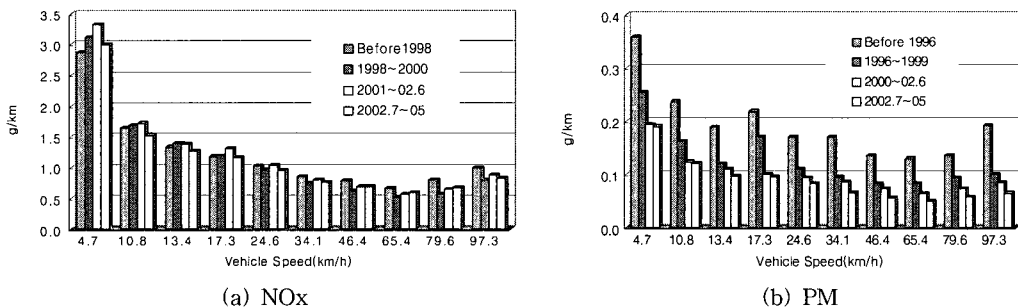 3.5
3.0
2.5
2.0
1.5
1.0
0.5
0.0
g/km
Before1998
1998~2000
2001~02.6
2002.7~05
4.7 10.8 13.4 17.3 24.6 34.1 46.4 65.4 79.6 97.3
Vehicle Speed(km/h)
(a) NOx
0.4
0.3
0.2
0.1
0.0
g/km
Before 1996
1996~1999
2000~02.6
2002.7~05
4.7 10.8 13.4 17.3 24.6 34.1 46.4 65.4 79.6 97.3
Vehicle Speed(km/h)
(b) PM